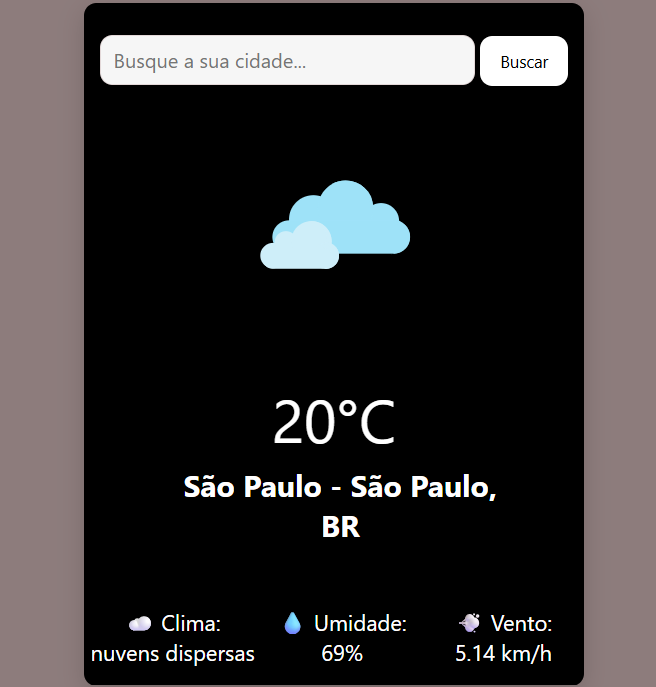 Busque a sua cidade... Buscar
20°C
São Paulo - São Paulo,
BR
Clima: Umidade: Vento:
nuvens dispersas 69% 5.14 km/h